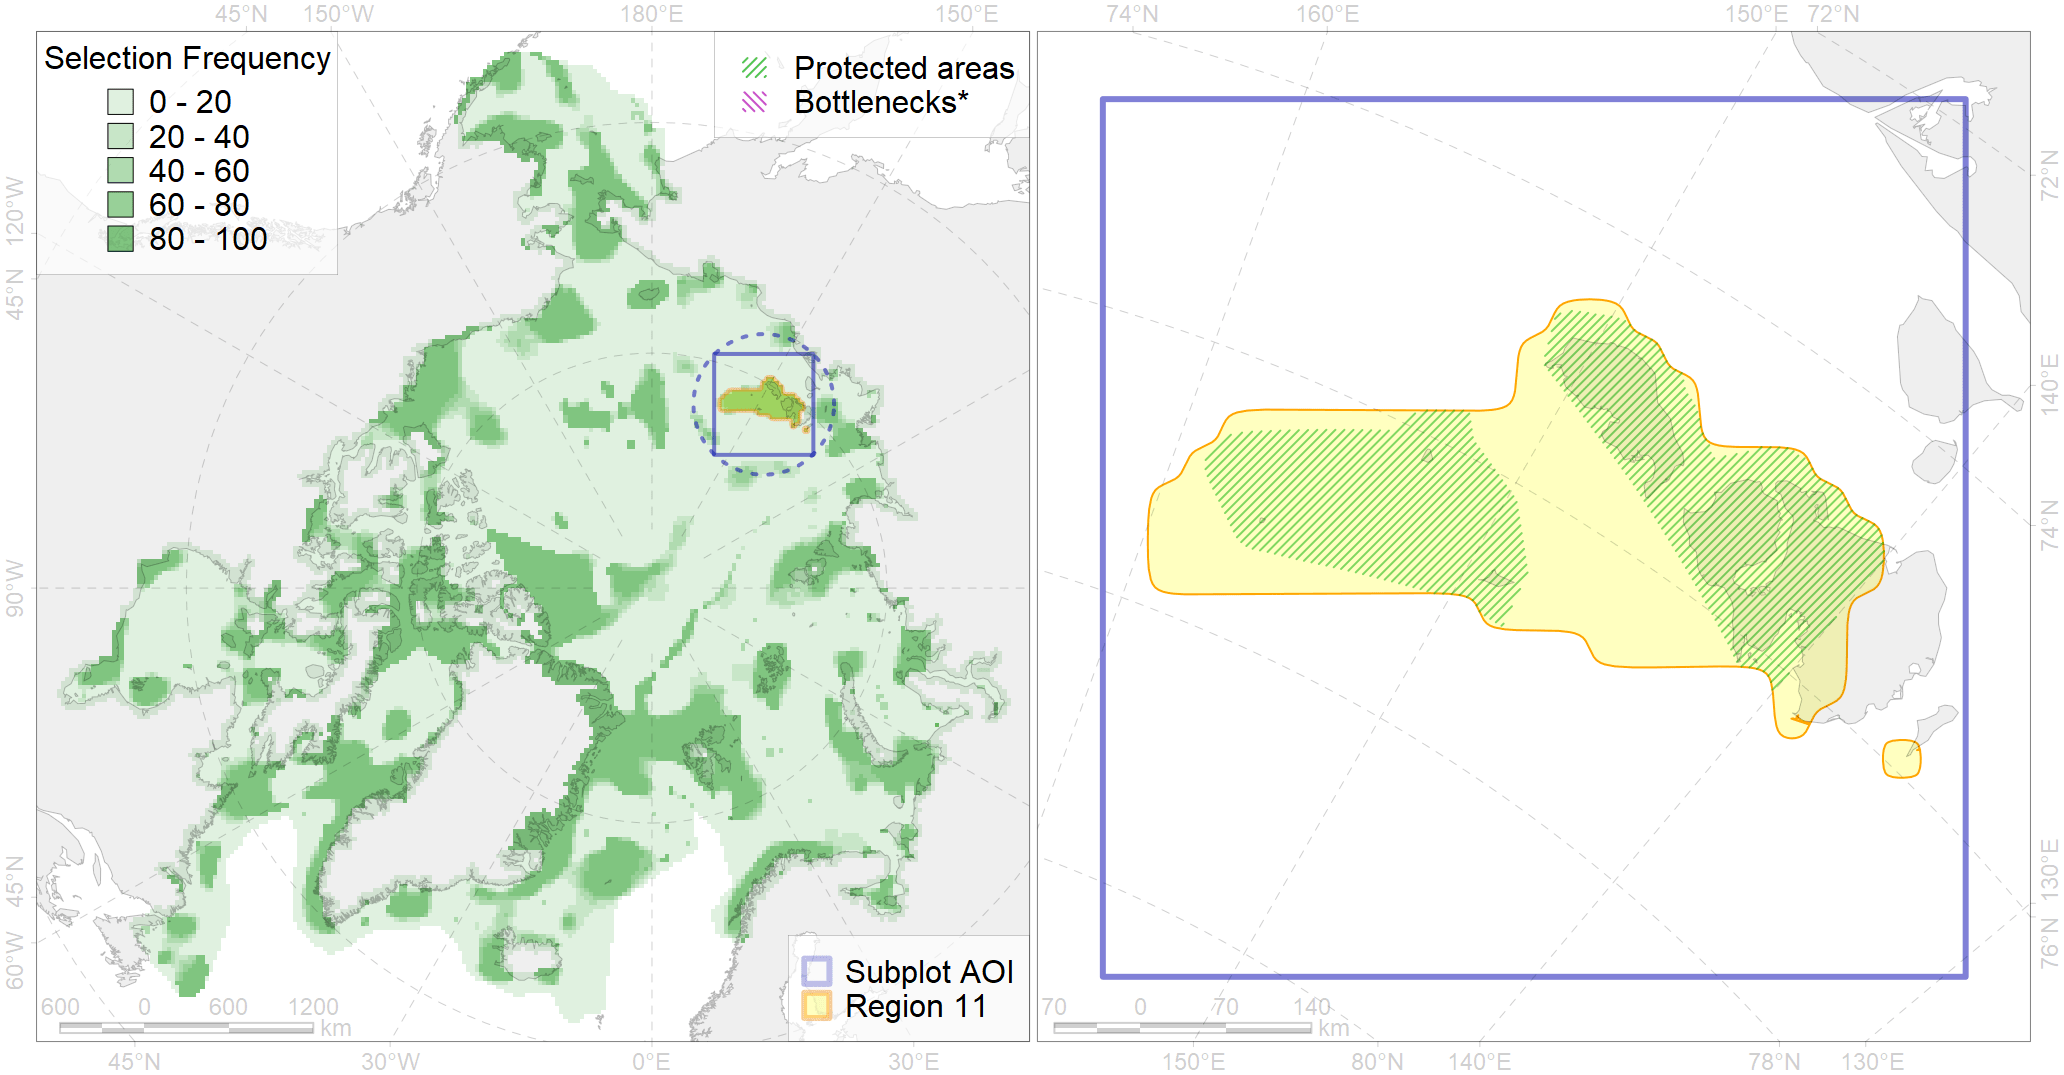 45°N 150°W 180°E 150°E 74°N 160°E 150°E 72°N
Selection Frequency
0 - 20
20 - 40
40 - 60
60 - 80
80 - 100
Protected areas
Bottlenecks*
120°W
45°N
90°W
45°N
60°W
72°N
140°E
74°N
130°E
76°N
Subplot AOI
Region 11
600 0 600 1200
km
70 0 70 140
km
45°N 30°W 0°E 30°E 150°E 80°N 140°E 78°N 130°E